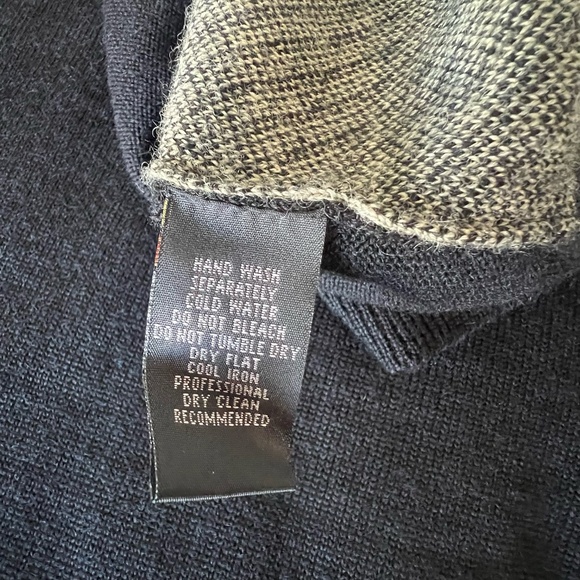 HAND WASH
SEPARATELY
COLD WATER
DO NOT BLEACH
DO NOT TUMBLE DRY
DRY FLAT
COOL IRON
PROFESSIONAL
DRY CLEAN
RECOMMENDED